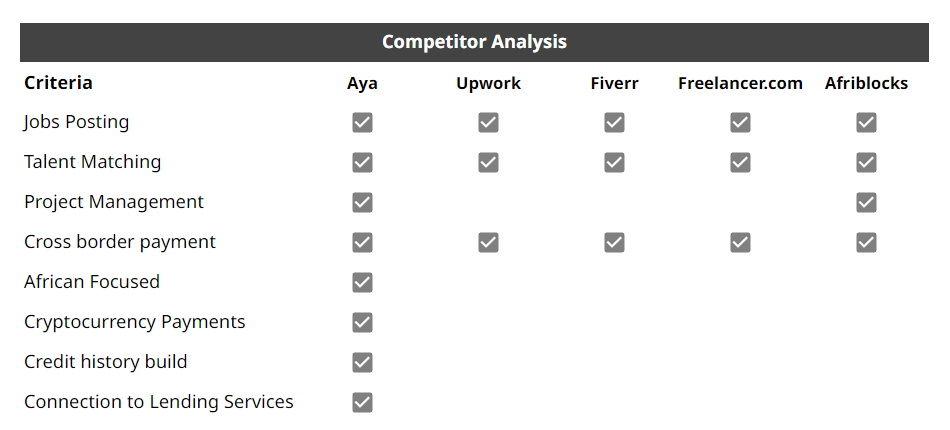 Competitor Analysis
Criteria Aya Upwork Fiverr Freelancer.com Afriblocks
Jobs Posting
Talent Matching
Project Management
Cross border payment
African Focused
Cryptocurrency Payments
Credit history build
Connection to Lending Services